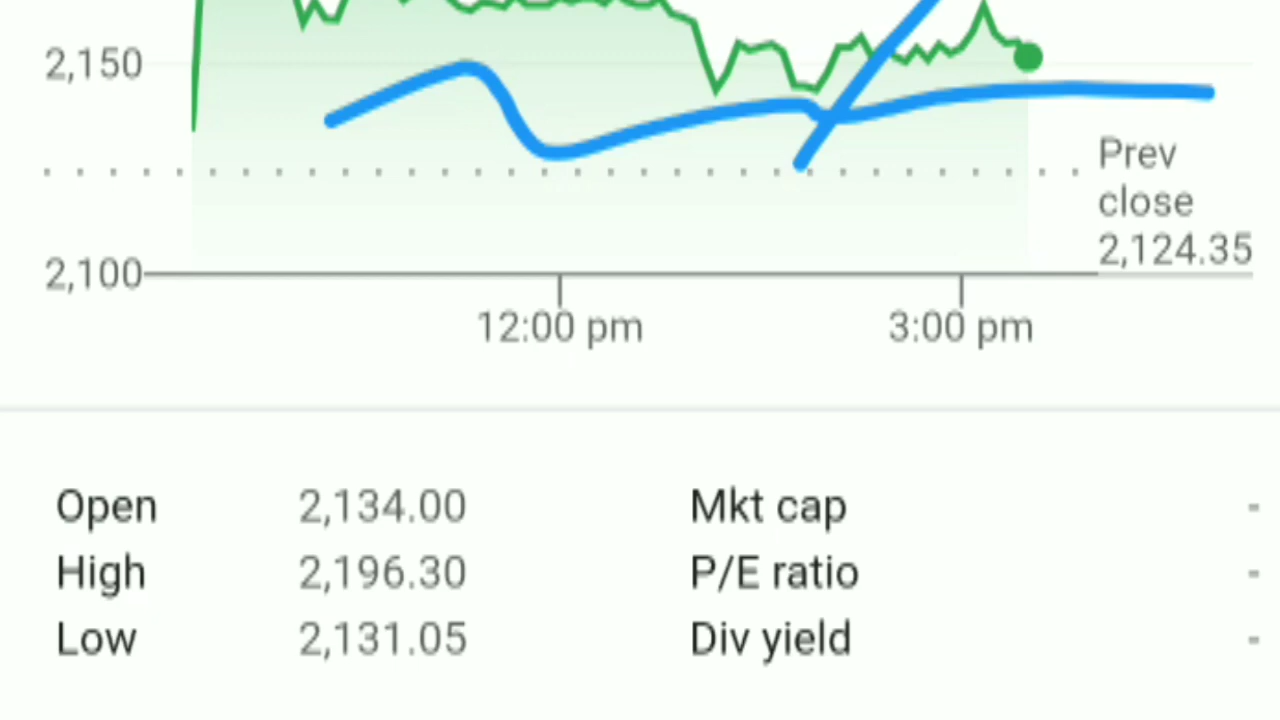 2,150
Prev
close
2,124.35
2,100
12:00 pm 3:00 pm
Open 2,134.00 Mkt cap -
High 2,196.30 P/E ratio -
Low 2,131.05 Div yield -